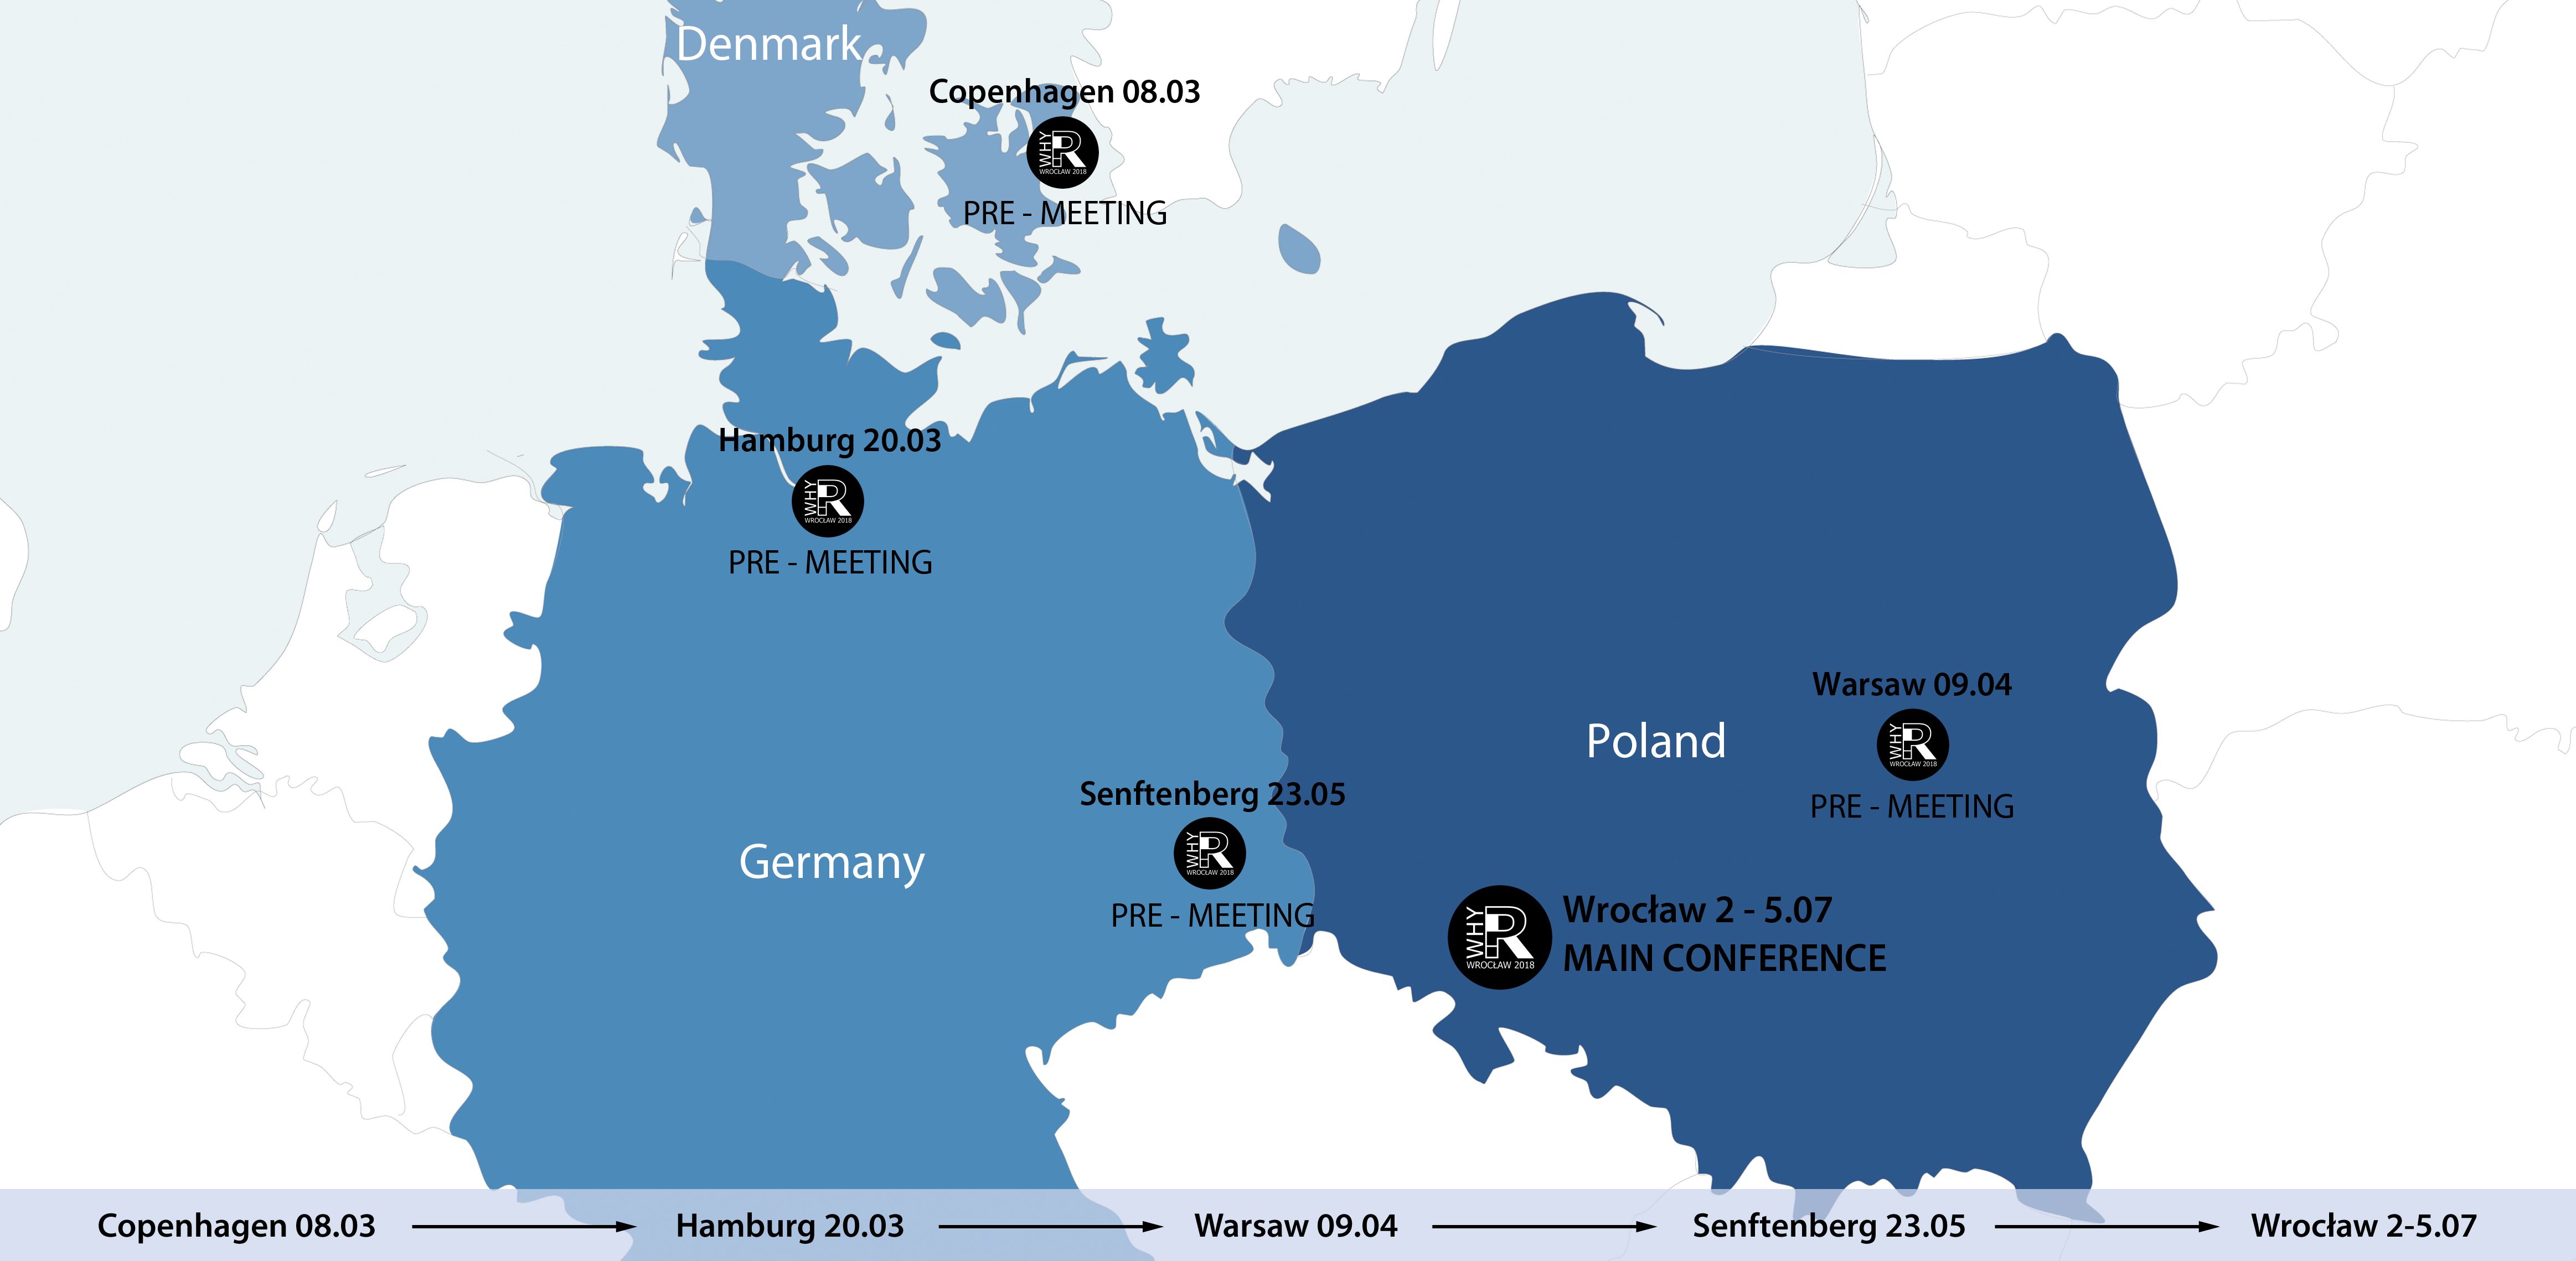 Denmark
Copenhagen 08.03
WHY R
WROCŁAW 2018
PRE - MEETING
Hamburg 20.03
WHY R
WROCŁAW 2018
PRE - MEETING
Warsaw 09.04
WHY R
WROCŁAW 2018
PRE - MEETING
Poland
Senftenberg 23.05
WHY R
WROCŁAW 2018
PRE - MEETING
Germany
WHY R
WROCŁAW 2018
Wrocław 2 - 5.07
MAIN CONFERENCE
Copenhagen 08.03 → Hamburg 20.03 → Warsaw 09.04 → Senftenberg 23.05 → Wrocław 2-5.07